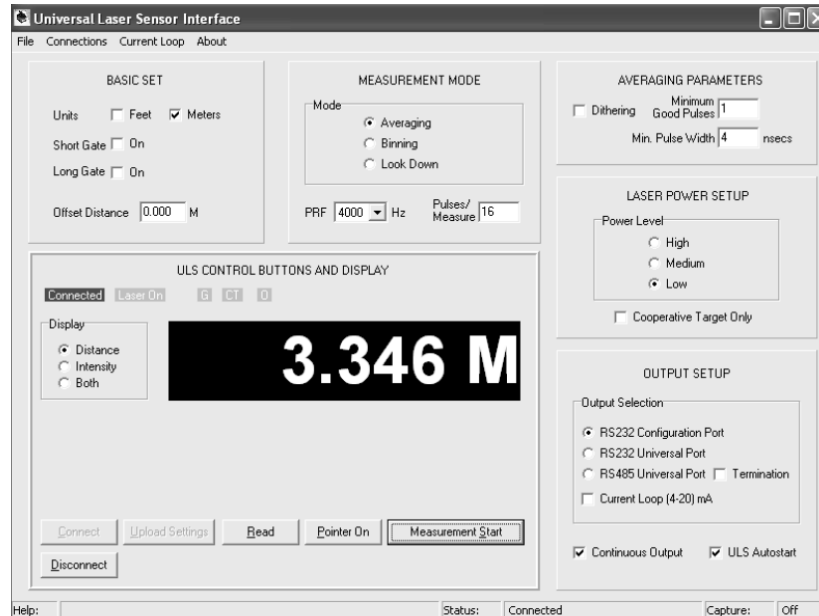 Universal Laser Sensor Interface
File Connections Current Loop About
BASIC SET
Units Feet Meters
Short Gate On
Long Gate On
Offset Distance 0.000 M
MEASUREMENT MODE
Mode
Averaging
Binning
Look Down
PRF 4000 Hz Pulses/
Measure 16
AVERAGING PARAMETERS
Dithering Minimum
Good Pulses 1
Min. Pulse Width 4 nsecs
LASER POWER SETUP
Power Level
High
Medium
Low
Cooperative Target Only
ULS CONTROL BUTTONS AND DISPLAY
Connected Laser On G CT O
Display
Distance
Intensity
Both
3.346 M
Connect Upload Settings Read Pointer On Measurement Start
Disconnect
OUTPUT SETUP
Output Selection
RS232 Configuration Port
RS232 Universal Port
RS485 Universal Port Termination
Current Loop (4-20) mA
Continuous Output ULS Autostart
Help: Status: Connected Capture: Off